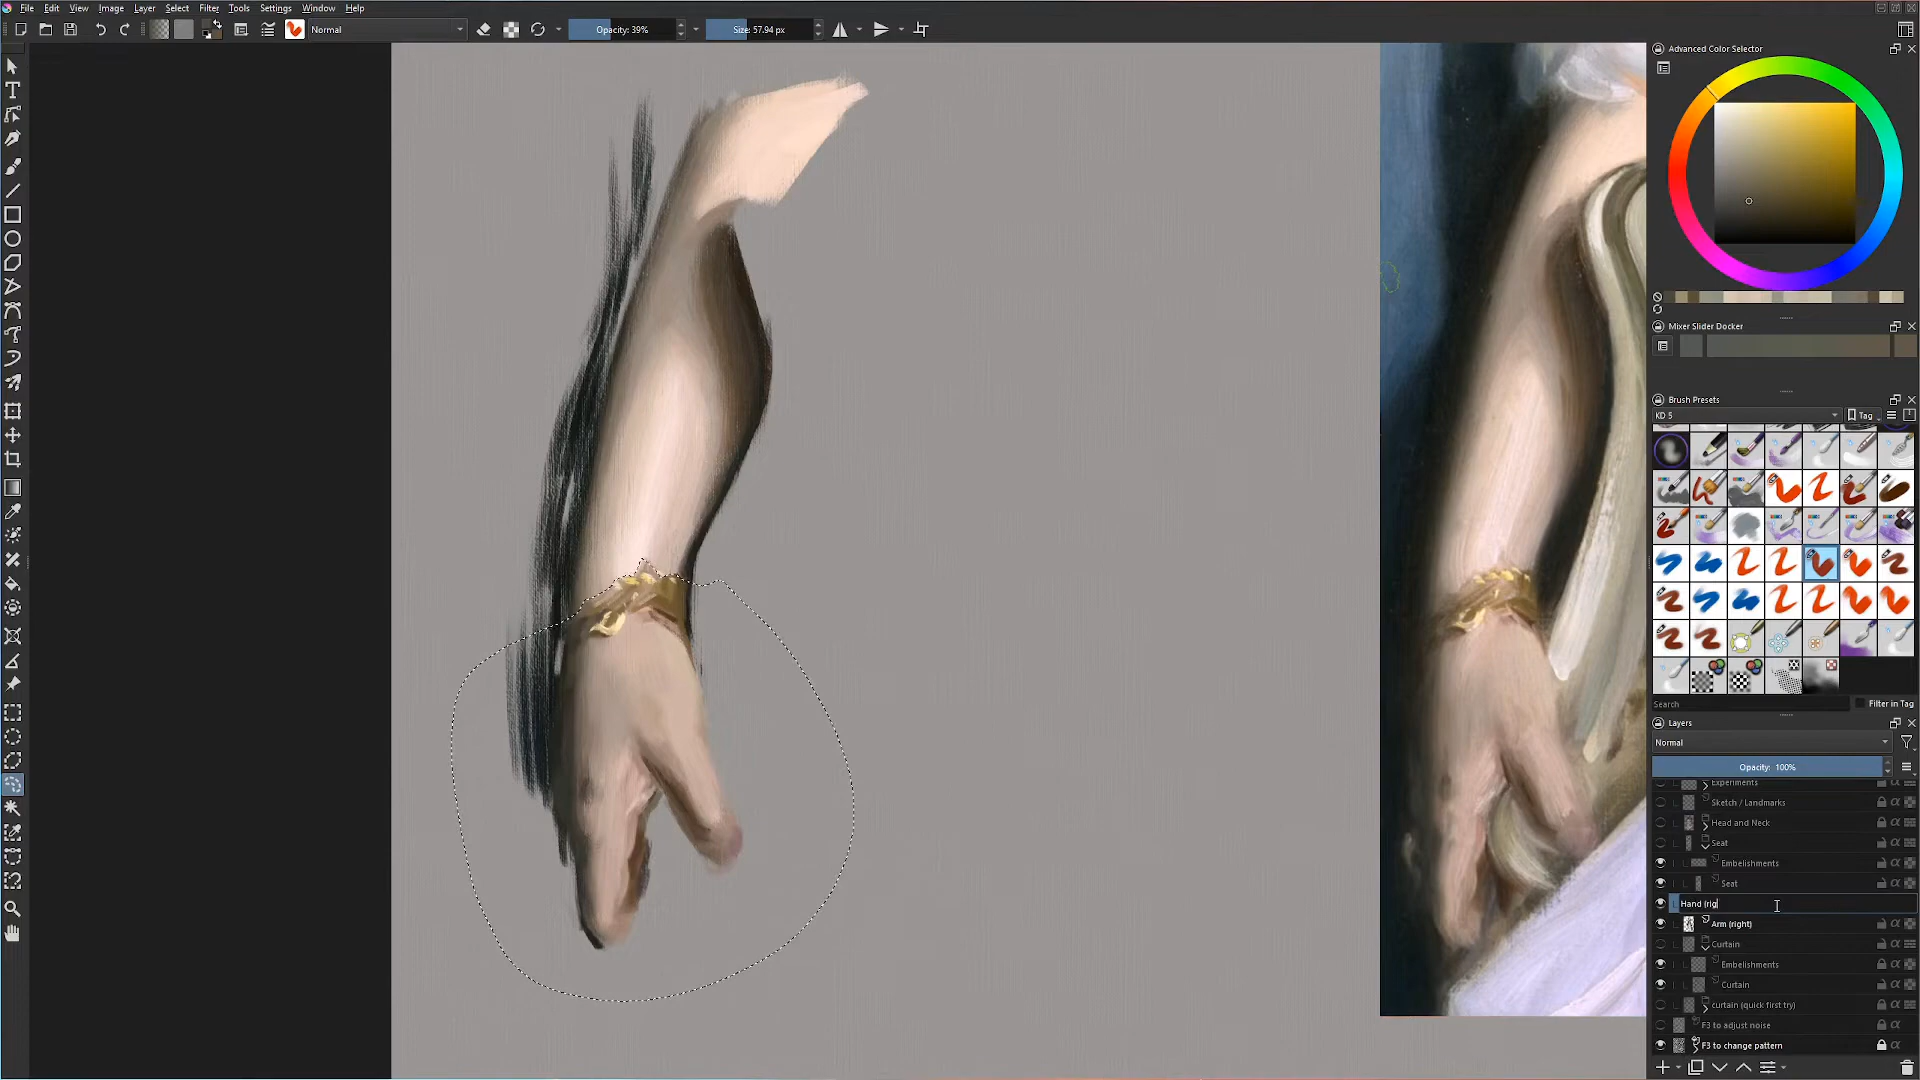 File Edit View Image Layer Select Filter Tools Settings Window Help
Normal
Opacity: 39%
Size: 57.94 px
Advanced Color Selector
Mixer Slider Docker
Brush Presets
KD 5
Tag
Search
Filter in Tag
Layers
Normal
Opacity: 100%
Experiments
Sketch / Landmarks
Head and Neck
Seat
Embelishments
Seat
Hand (rig
Arm (right)
Curtain
Embelishments
Curtain
curtain (quick first try)
F3 to adjust noise
F3 to change pattern